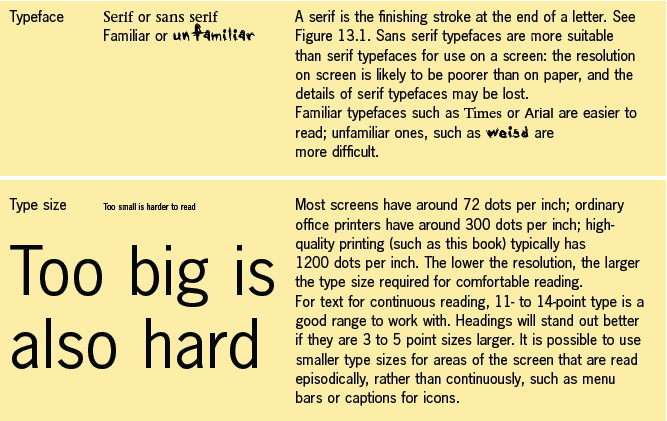 Typeface
Serif or sans serif
Familiar or unfamiliar
A serif is the finishing stroke at the end of a letter. See
Figure 13.1. Sans serif typefaces are more suitable
than serif typefaces for use on a screen: the resolution
on screen is likely to be poorer than on paper, and the
details of serif typefaces may be lost.
Familiar typefaces such as Times or Arial are easier to
read; unfamiliar ones, such as weisd are
more difficult.
Type size
Too small is harder to read
Too big is
also hard
Most screens have around 72 dots per inch; ordinary
office printers have around 300 dots per inch; high-
quality printing (such as this book) typically has
1200 dots per inch. The lower the resolution, the larger
the type size required for comfortable reading.
For text for continuous reading, 11- to 14-point type is a
good range to work with. Headings will stand out better
if they are 3 to 5 point sizes larger. It is possible to use
smaller type sizes for areas of the screen that are read
episodically, rather than continuously, such as menu
bars or captions for icons.